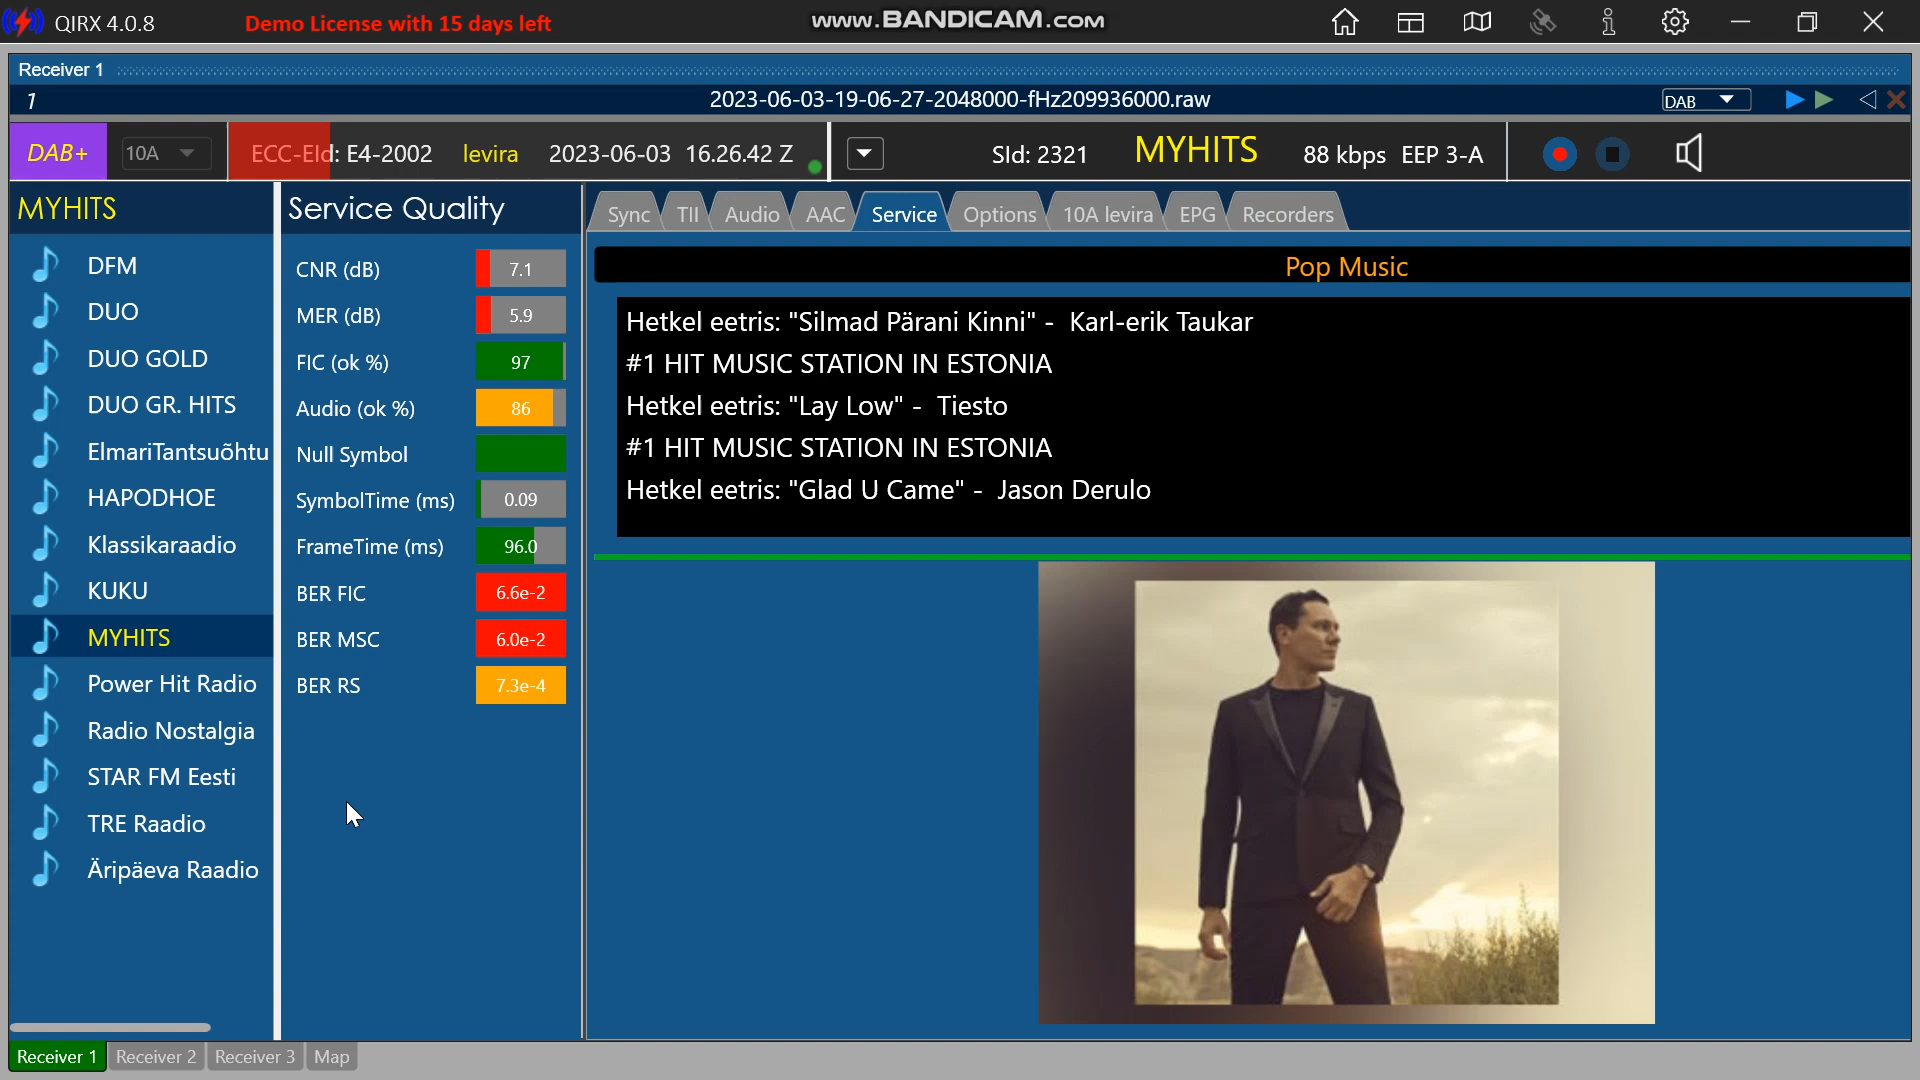 QIRX 4.0.8
Demo License with 15 days left
www.BANDICAM.com
Receiver 1
1
2023-06-03-19-06-27-2048000-fHz209936000.raw
DAB
DAB+
10A
ECC-EId: E4-2002
levira
2023-06-03 16.26.42 Z
SId: 2321
MYHITS
88 kbps
EEP 3-A
MYHITS
DFM
DUO
DUO GOLD
DUO GR. HITS
ElmariTantsuõhtu
HAPODHOE
Klassikaraadio
KUKU
MYHITS
Power Hit Radio
Radio Nostalgia
STAR FM Eesti
TRE Raadio
Äripäeva Raadio
Service Quality
CNR (dB) 7.1
MER (dB) 5.9
FIC (ok %) 97
Audio (ok %) 86
Null Symbol
SymbolTime (ms) 0.09
FrameTime (ms) 96.0
BER FIC 6.6e-2
BER MSC 6.0e-2
BER RS 7.3e-4
Sync TII Audio AAC Service Options 10A levira EPG Recorders
Pop Music
Hetkel eetris: "Silmad Pärani Kinni" - Karl-erik Taukar
#1 HIT MUSIC STATION IN ESTONIA
Hetkel eetris: "Lay Low" - Tiesto
#1 HIT MUSIC STATION IN ESTONIA
Hetkel eetris: "Glad U Came" - Jason Derulo
Receiver 1 Receiver 2 Receiver 3 Map